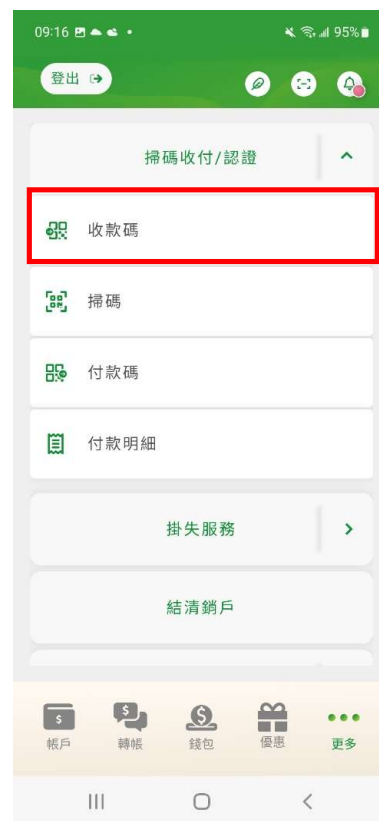 09:16 95%
登出
掃碼收付/認證
收款碼
掃碼
付款碼
付款明細
掛失服務
結清銷戶
帳戶 轉帳 錢包 優惠 更多